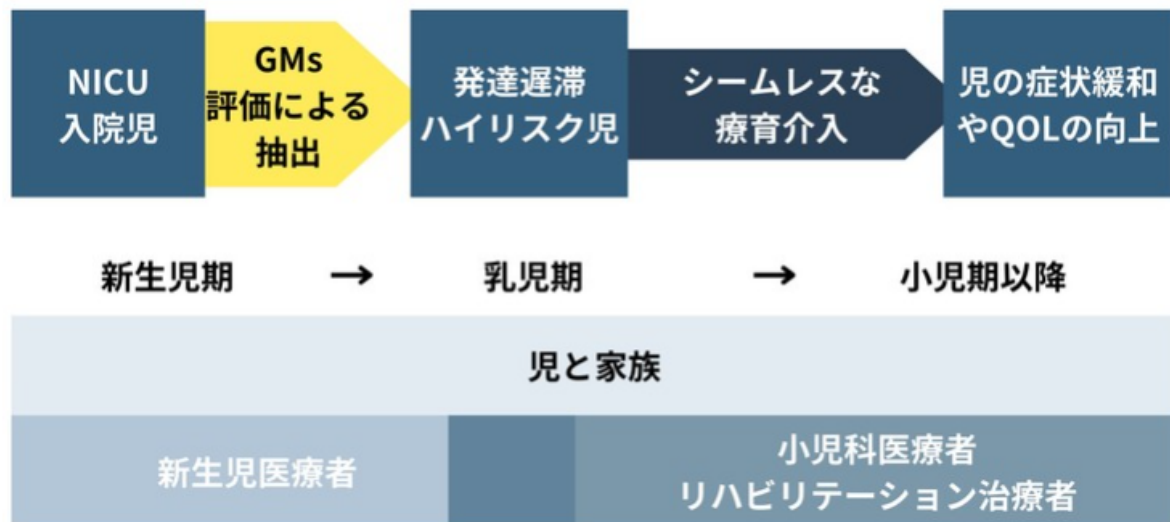 NICU
入院児
GMs
評価による
抽出
発達遅滞
ハイリスク児
シームレスな
療育介入
児の症状緩和
やQOLの向上
新生児期 → 乳児期 → 小児期以降
児と家族
新生児医療者
小児科医療者
リハビリテーション治療者